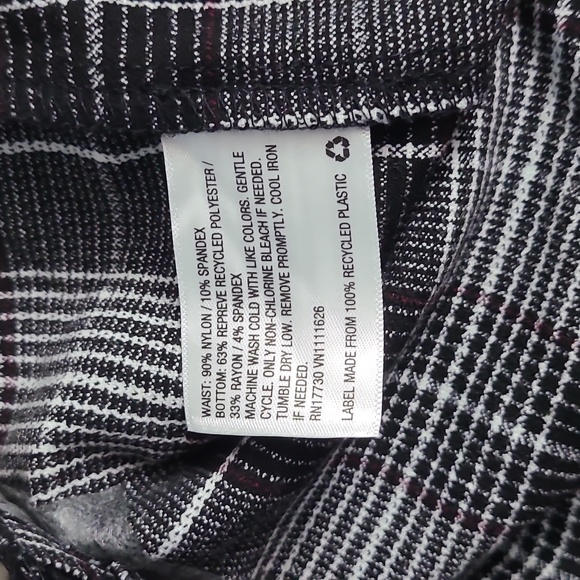 WAIST: 90% NYLON / 10% SPANDEX
BOTTOM: 63% REPREVE RECYCLED POLYESTER /
33% RAYON / 4% SPANDEX
MACHINE WASH COLD WITH LIKE COLORS. GENTLE
CYCLE. ONLY NON-CHLORINE BLEACH IF NEEDED.
TUMBLE DRY LOW. REMOVE PROMPTLY. COOL IRON
IF NEEDED.
RN17730 VN1111626
LABEL MADE FROM 100% RECYCLED PLASTIC